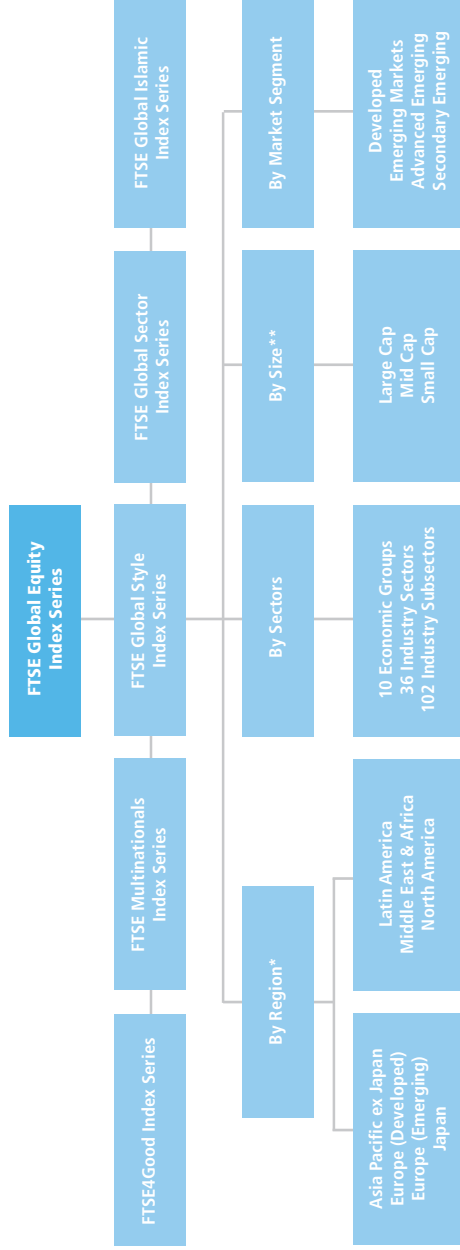 FTSE Global Equity
Index Series
FTSE4Good Index Series
FTSE Multinationals
Index Series
FTSE Global Style
Index Series
FTSE Global Sector
Index Series
FTSE Global Islamic
Index Series
By Region*
By Sectors
By Size**
By Market Segment
Asia Pacific ex Japan
Europe (Developed)
Europe (Emerging)
Japan
Latin America
Middle East & Africa
North America
10 Economic Groups
36 Industry Sectors
102 Industry Subsectors
Large Cap
Mid Cap
Small Cap
Developed
Emerging Markets
Advanced Emerging
Secondary Emerging